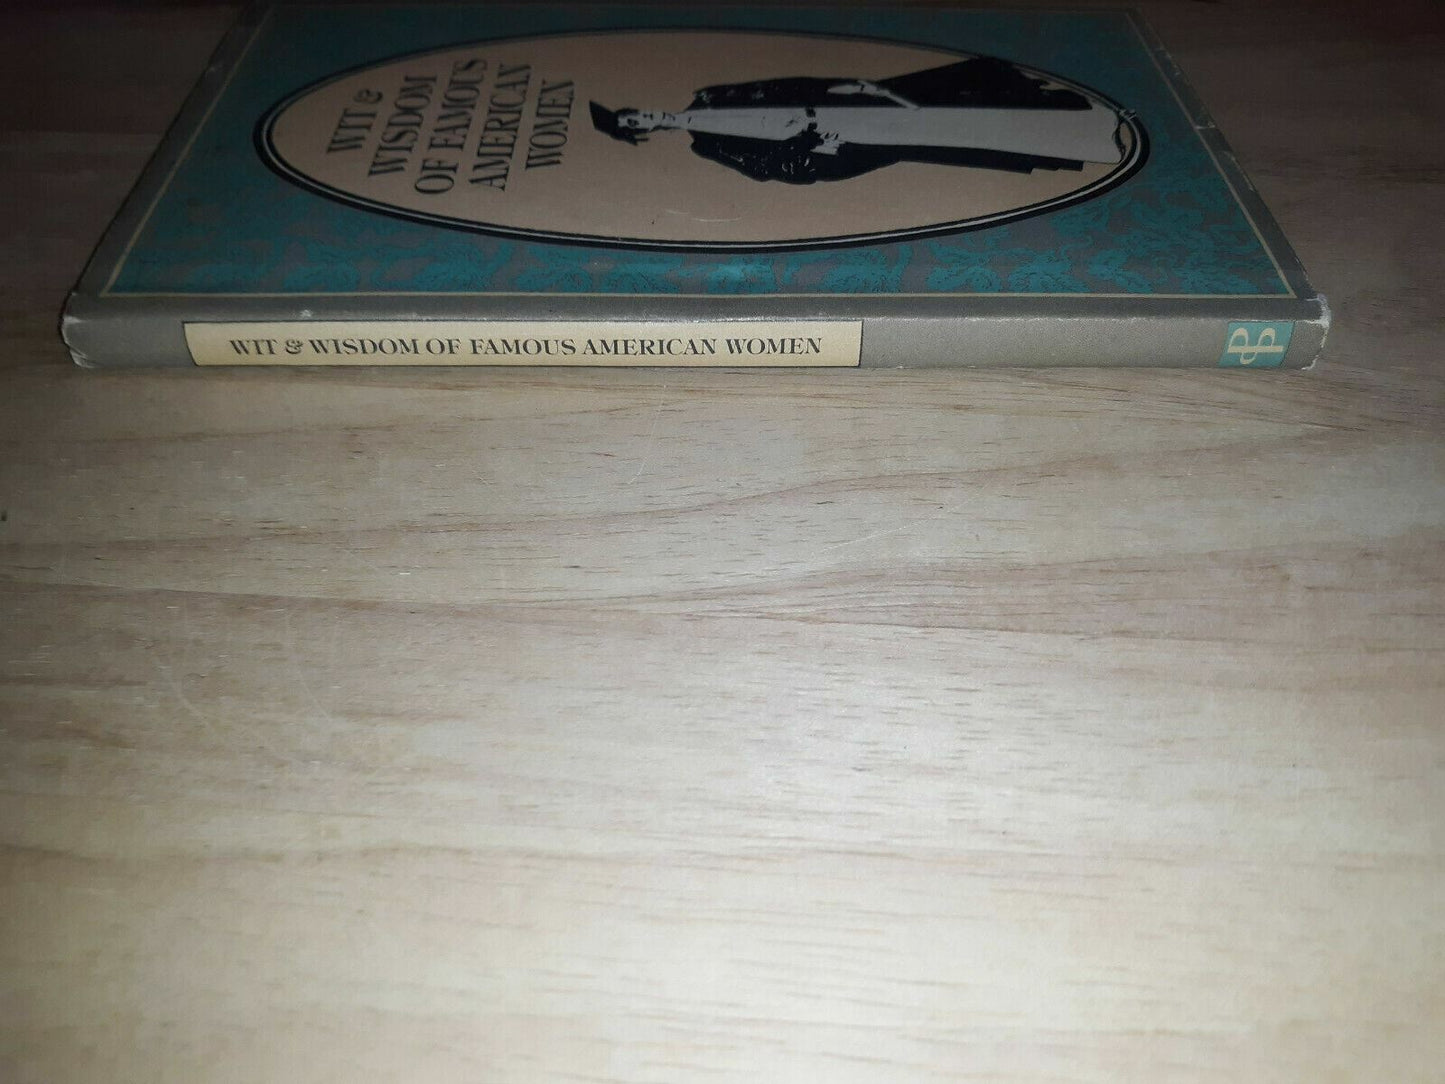 WIT &
WISDOM
OF FAMOUS
AMERICAN
WOMEN
WIT & WISDOM OF FAMOUS AMERICAN WOMEN